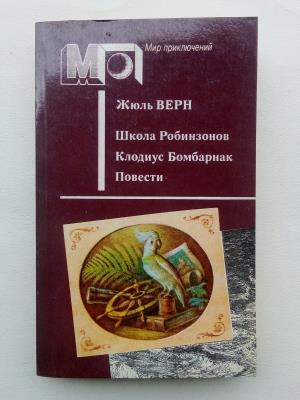 МП
Мир приключений
Жюль ВЕРН
Школа Робинзонов
Клодиус Бомбарнак
Повести